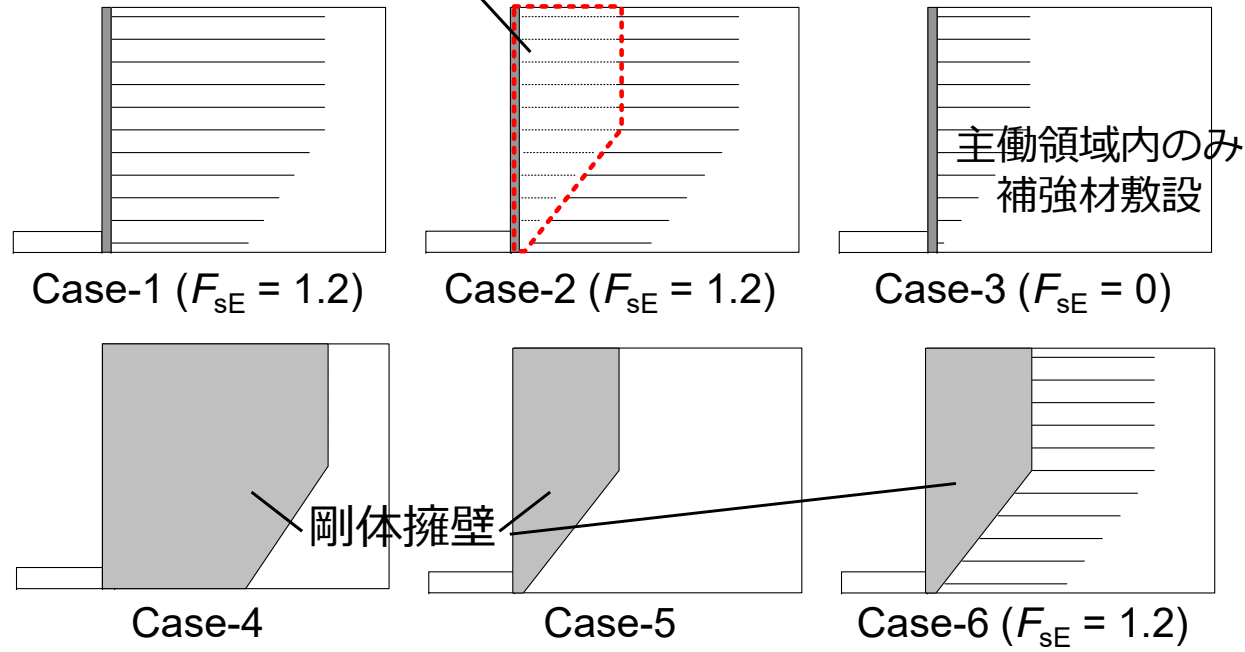 主働領域内のみ
補強材敷設
Case-1 (FsE = 1.2)
Case-2 (FsE = 1.2)
Case-3 (FsE = 0)
剛体擁壁
Case-4
Case-5
Case-6 (FsE = 1.2)